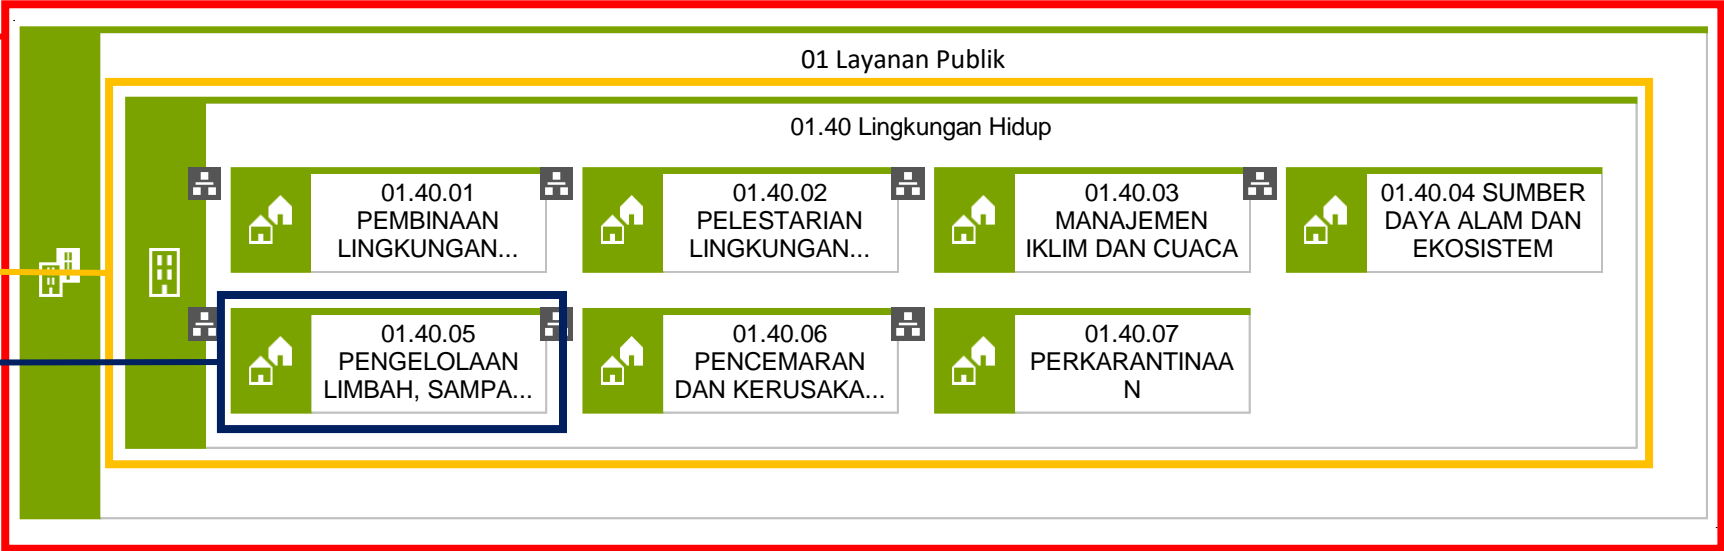 01 Layanan Publik
01.40 Lingkungan Hidup
01.40.01
PEMBINAAN
LINGKUNGAN...
01.40.02
PELESTARIAN
LINGKUNGAN...
01.40.03
MANAJEMEN
IKLIM DAN CUACA
01.40.04 SUMBER
DAYA ALAM DAN
EKOSISTEM
01.40.05
PENGELOLAAN
LIMBAH, SAMPA...
01.40.06
PENCEMARAN
DAN KERUSAKA...
01.40.07
PERKARANTINAA
N